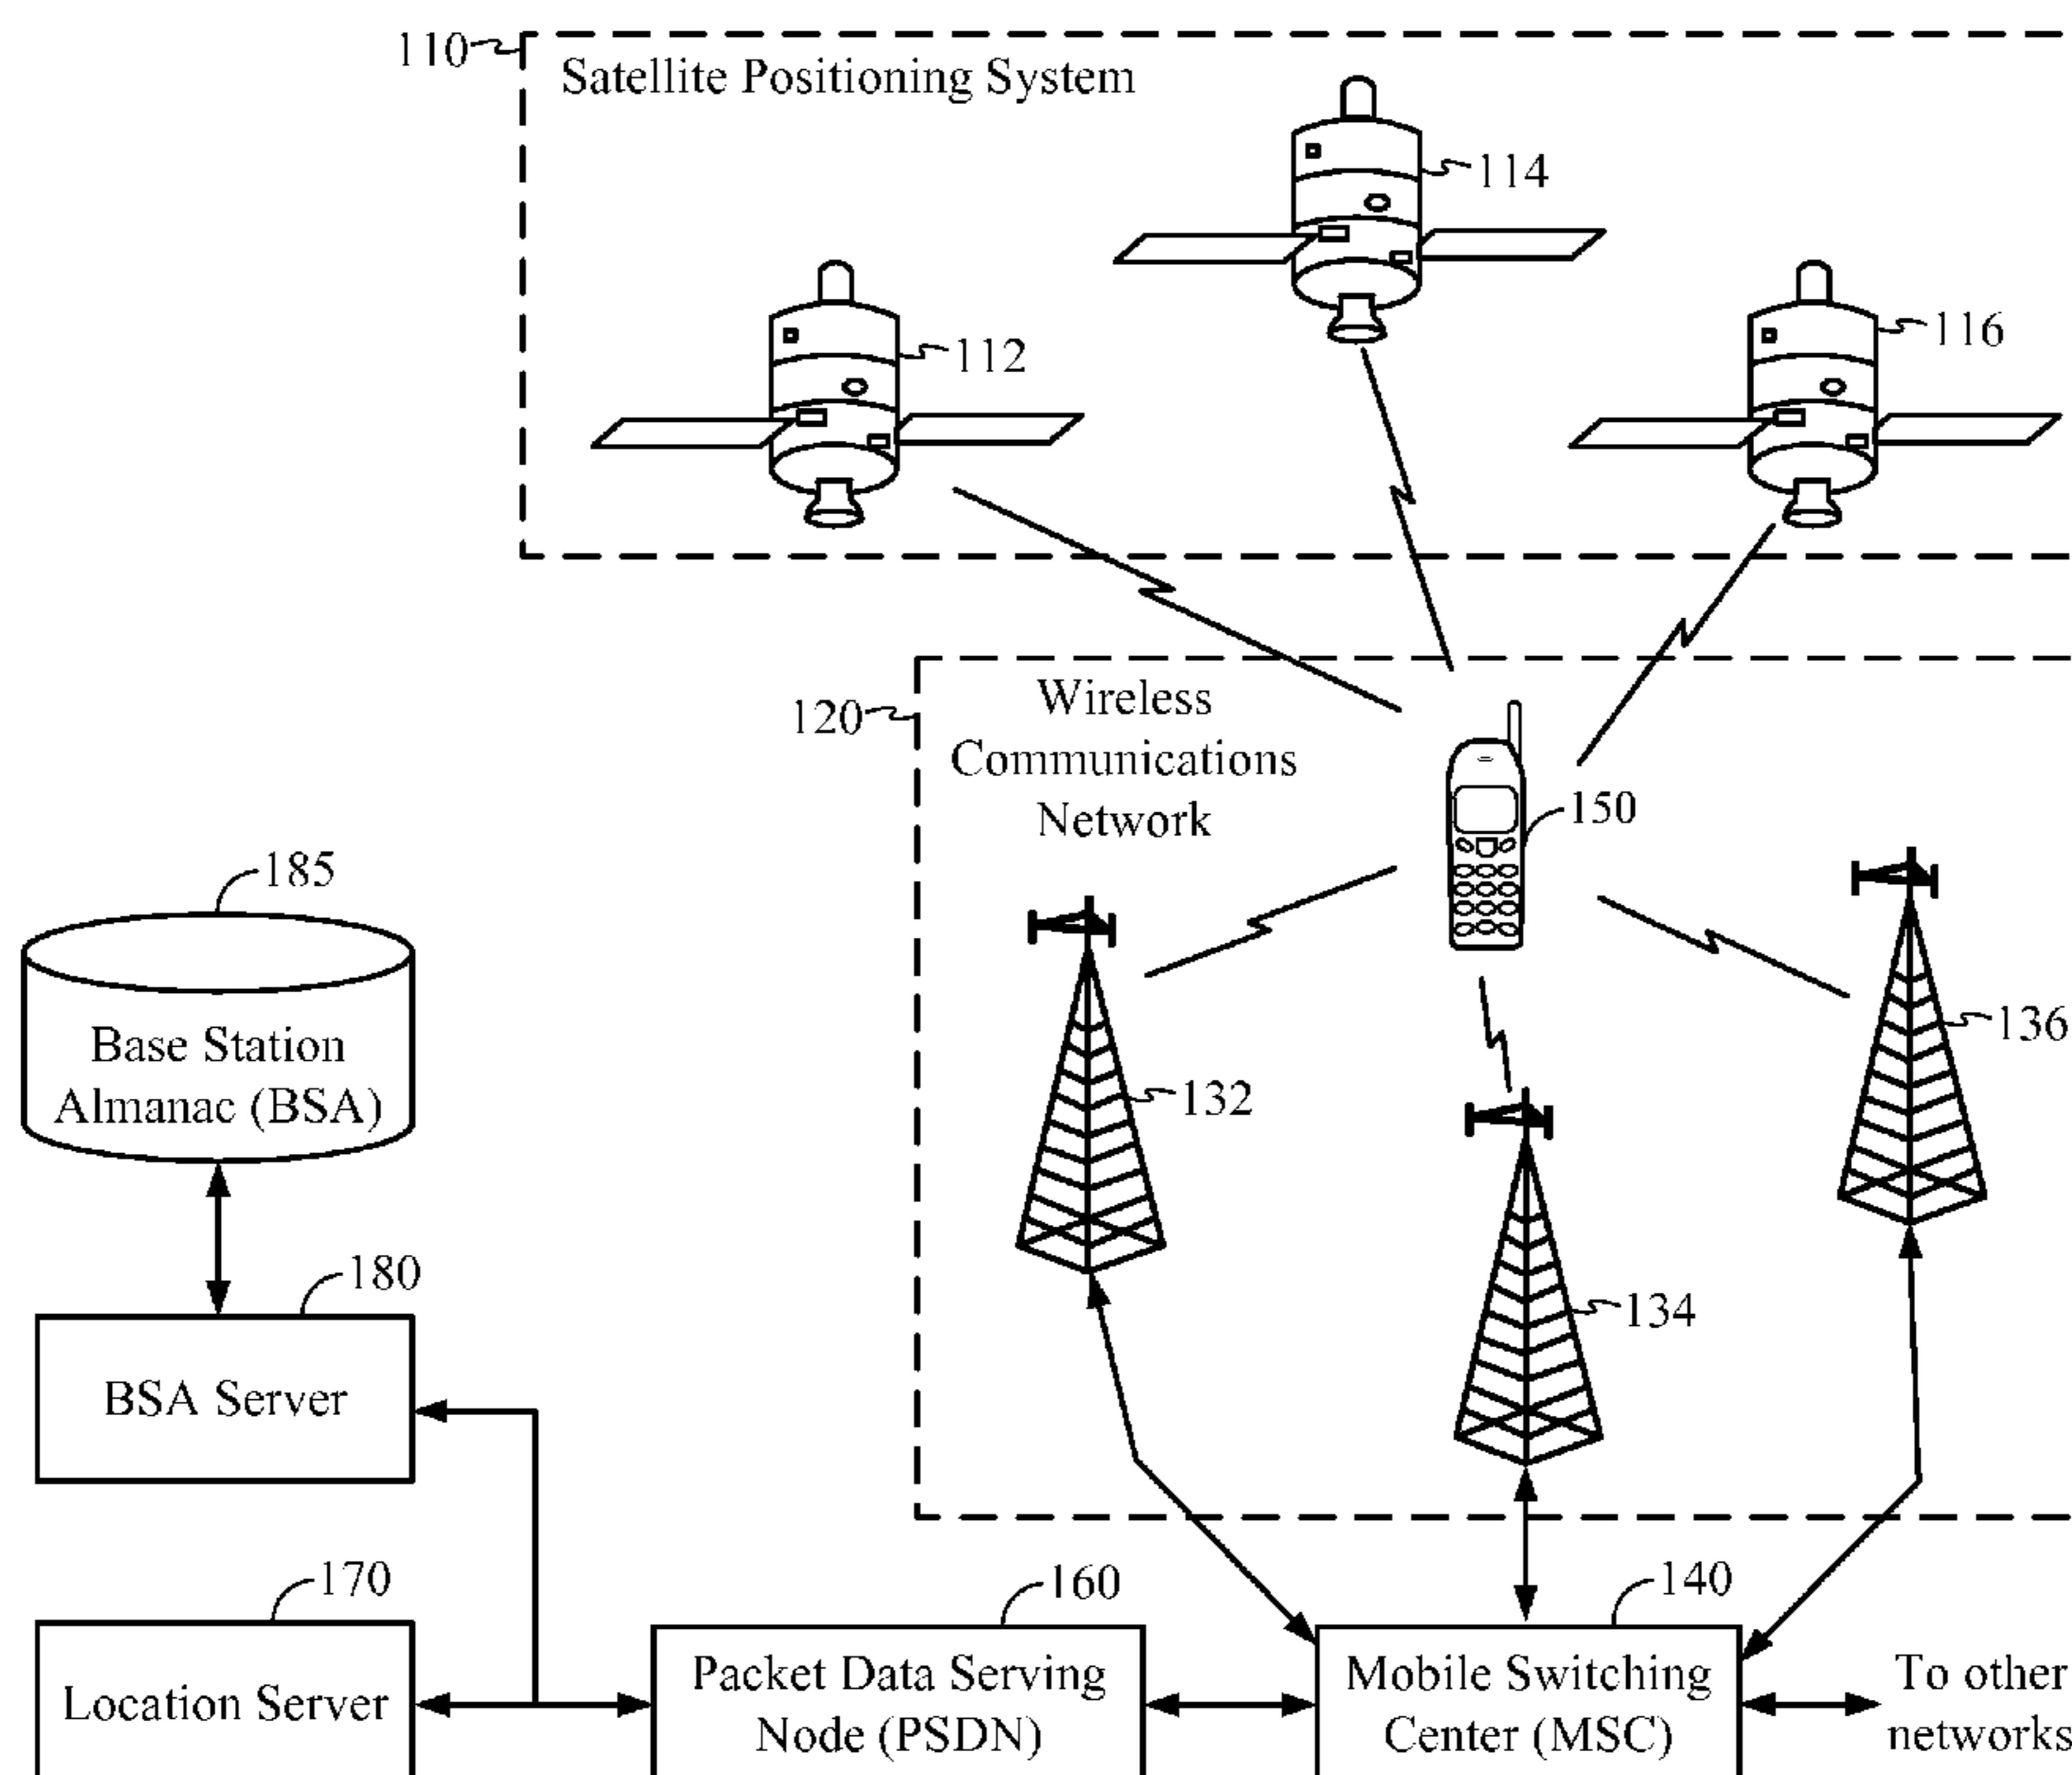 110
Satellite Positioning System
114
116
112
Wireless
Communications
Network
120
150
185
Base Station
Almanac (BSA)
136
132
180
134
BSA Server
170
160
140
Location Server
Packet Data Serving
Node (PSDN)
Mobile Switching
Center (MSC)
To other
networks